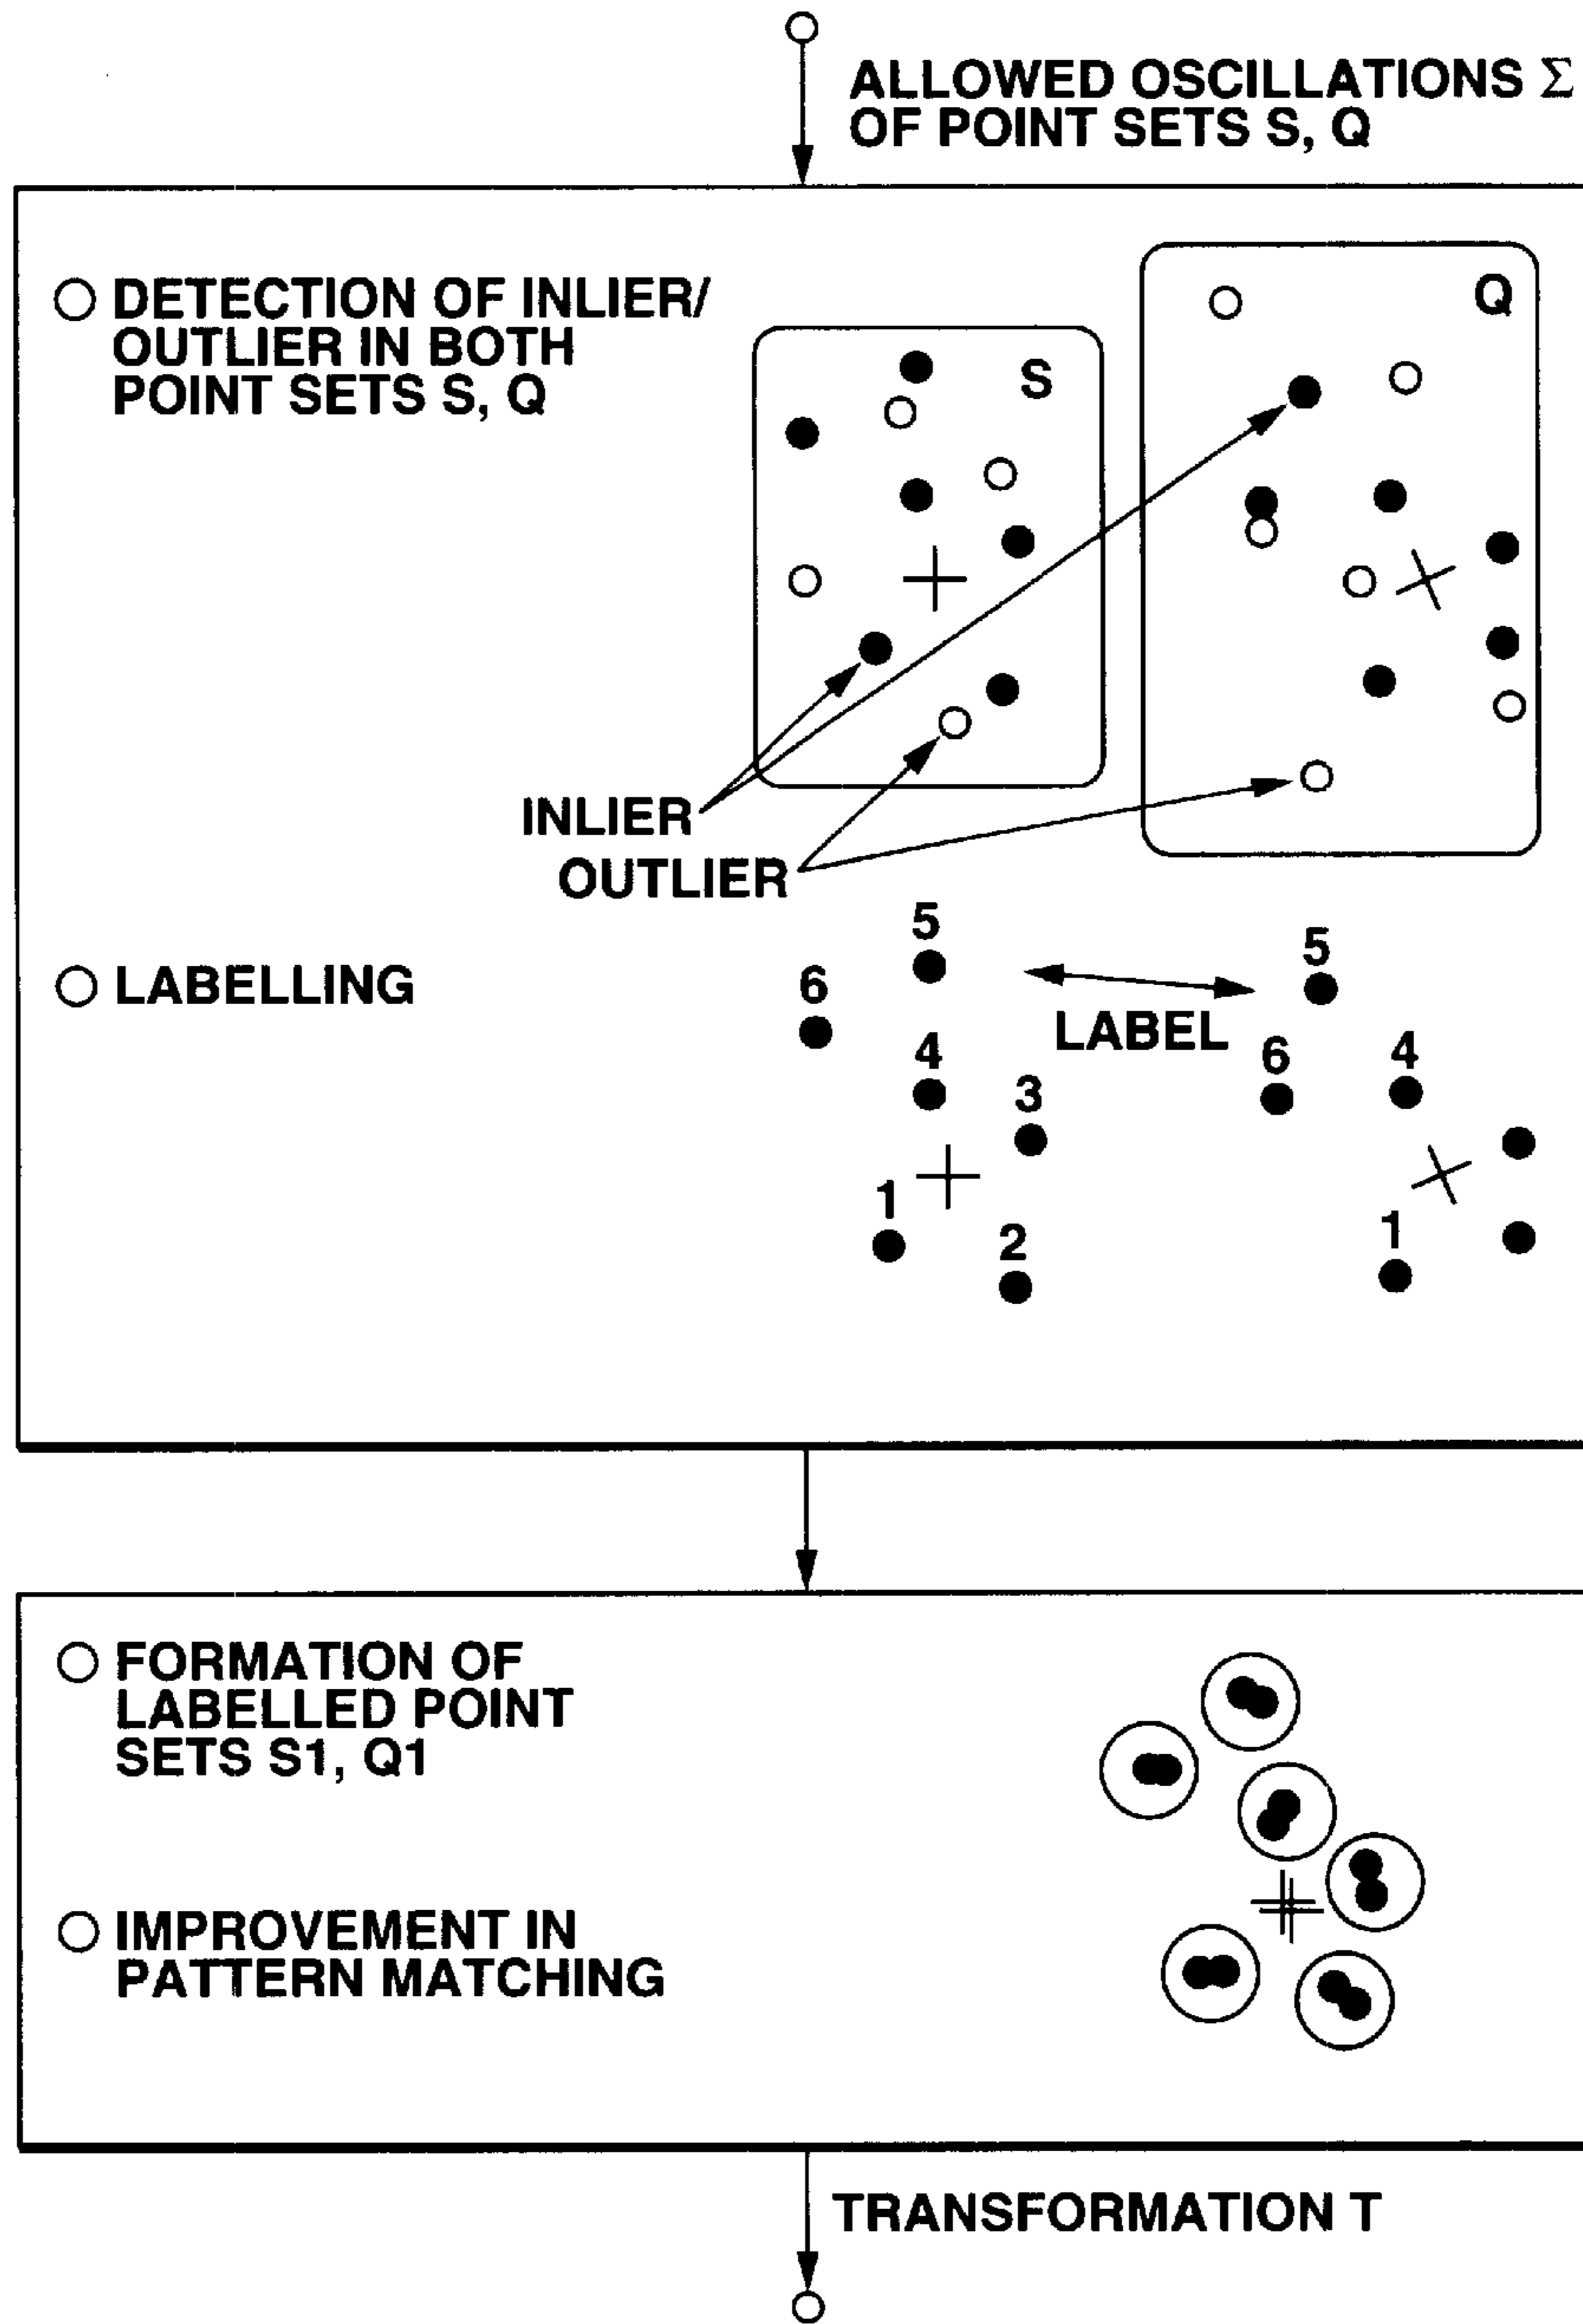 ALLOWED OSCILLATIONS Σ
OF POINT SETS S, Q
DETECTION OF INLIER/
OUTLIER IN BOTH
POINT SETS S, Q
S
Q
INLIER
OUTLIER
LABELLING
5
6
4
3
1
2
LABEL
5
6
4
1
FORMATION OF
LABELLED POINT
SETS S1, Q1
IMPROVEMENT IN
PATTERN MATCHING
TRANSFORMATION T